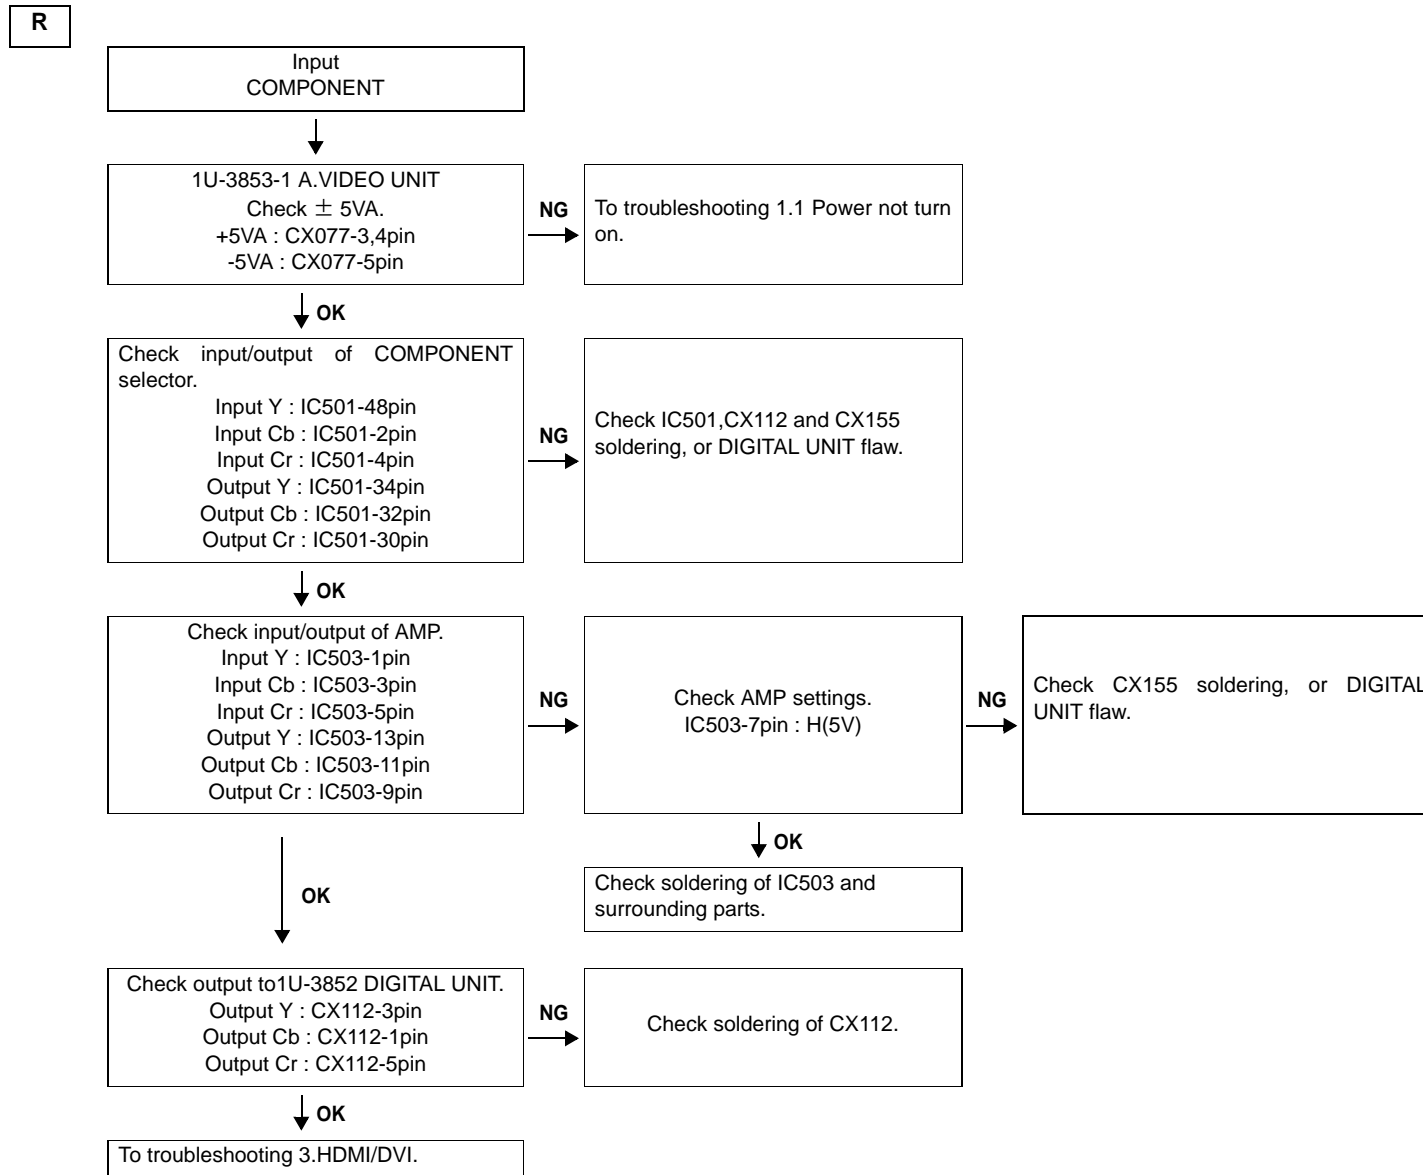 R
Input
COMPONENT
1U-3853-1 A.VIDEO UNIT
Check ± 5VA.
+5VA : CX077-3,4pin
-5VA : CX077-5pin
NG
To troubleshooting 1.1 Power not turn
on.
OK
Check input/output of COMPONENT
selector.
Input Y : IC501-48pin
Input Cb : IC501-2pin
Input Cr : IC501-4pin
Output Y : IC501-34pin
Output Cb : IC501-32pin
Output Cr : IC501-30pin
NG
Check IC501,CX112 and CX155
soldering, or DIGITAL UNIT flaw.
OK
Check input/output of AMP.
Input Y : IC503-1pin
Input Cb : IC503-3pin
Input Cr : IC503-5pin
Output Y : IC503-13pin
Output Cb : IC503-11pin
Output Cr : IC503-9pin
NG
Check AMP settings.
IC503-7pin : H(5V)
NG
Check CX155 soldering, or DIGITAL
UNIT flaw.
OK
Check soldering of IC503 and
surrounding parts.
OK
Check output to1U-3852 DIGITAL UNIT.
Output Y : CX112-3pin
Output Cb : CX112-1pin
Output Cr : CX112-5pin
NG
Check soldering of CX112.
OK
To troubleshooting 3.HDMI/DVI.